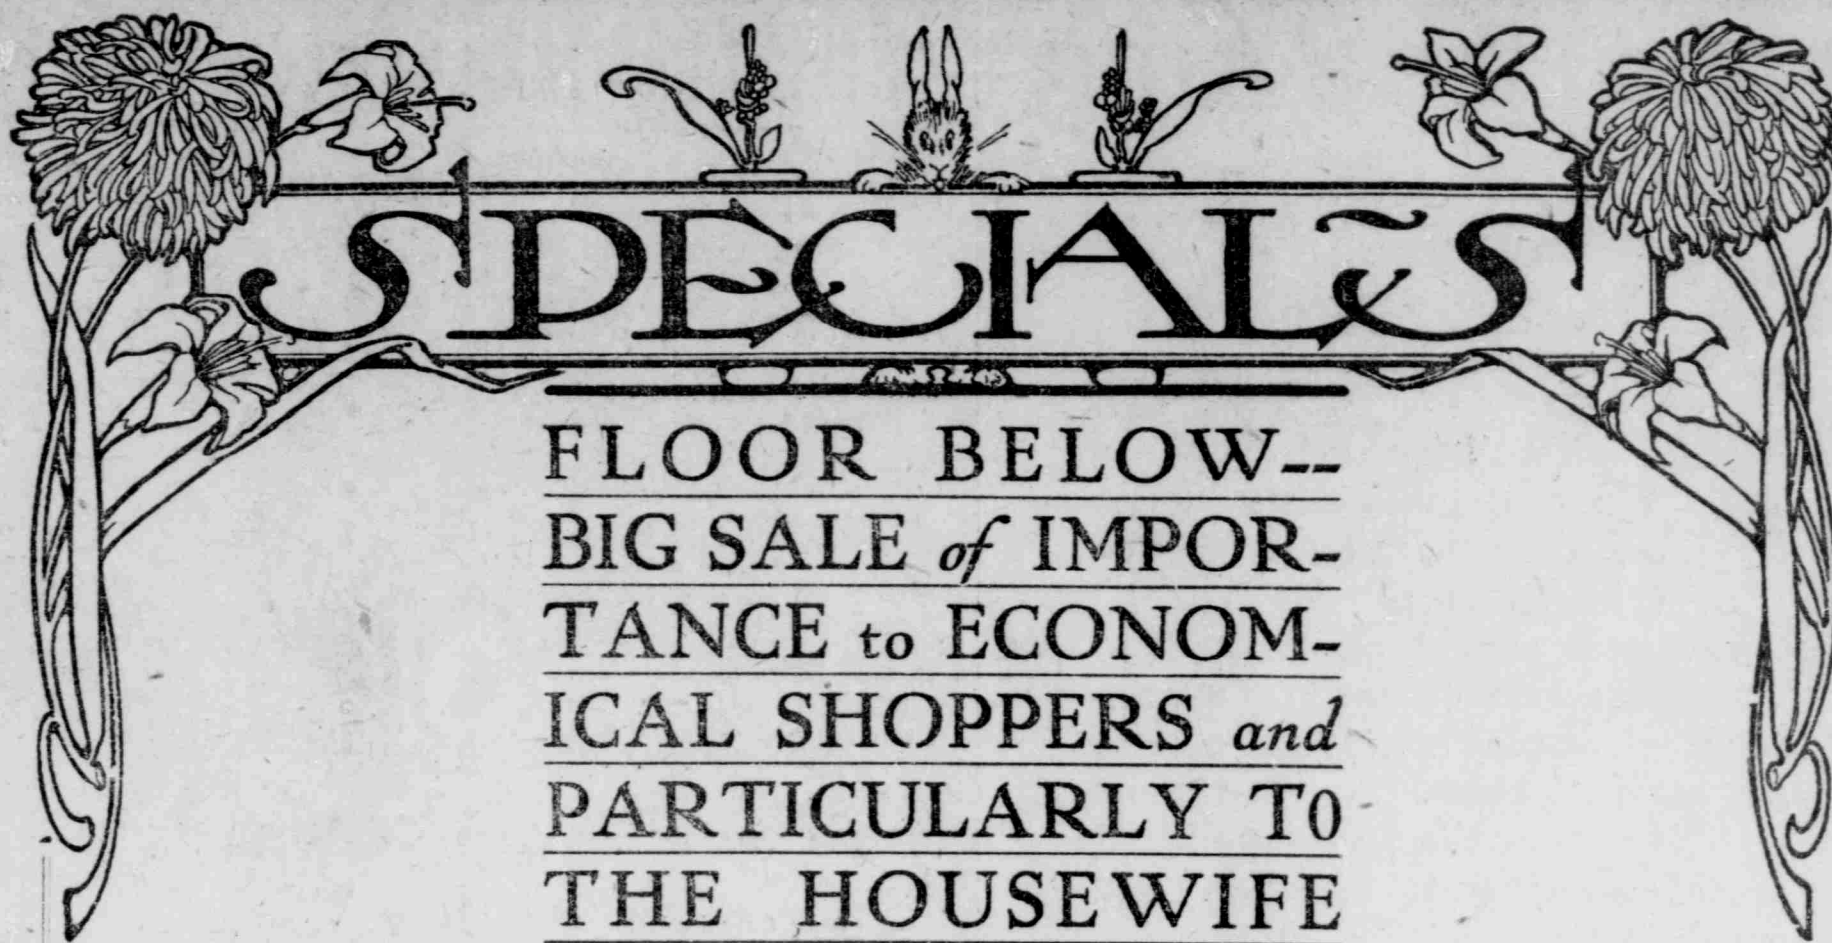 SPECIALS
FLOOR BELOW--
BIG SALE of IMPOR-
TANCE to ECONOM-
ICAL SHOPPERS and
PARTICULARLY TO
THE HOUSEWIFE